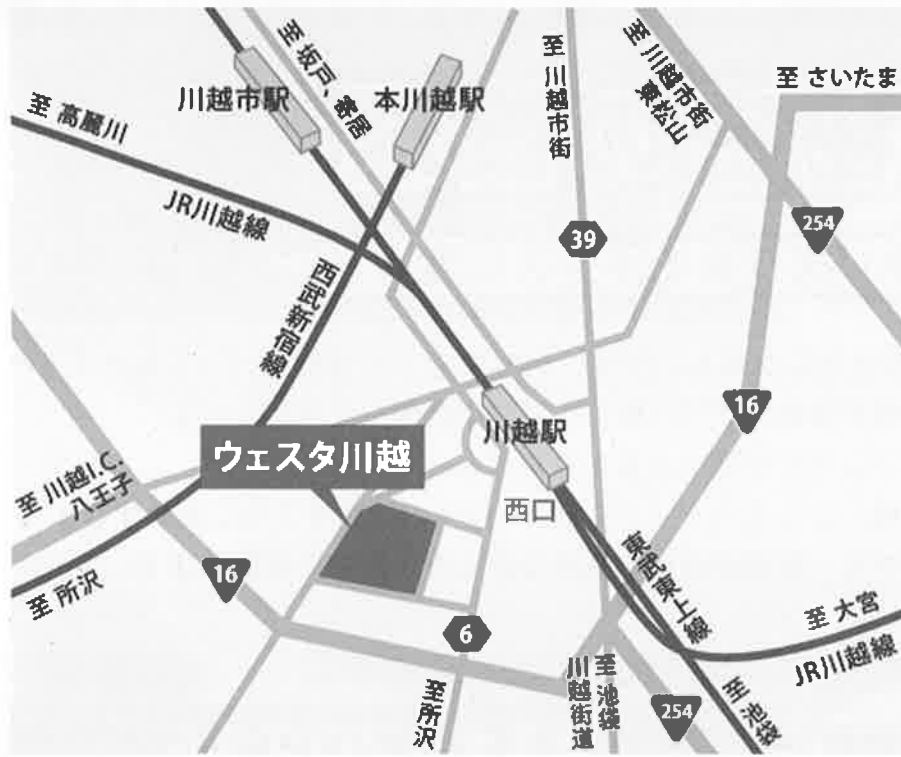 至 坂戸、寄居
至 川越市街
至 川越市街
東松山
至 さいたま
川越市駅
本川越駅
至 高麗川
JR川越線
39
254
西武新宿線
16
川越駅
ウェスタ川越
至 川越I.C.
八王子
西口
東武東上線
16
至 所沢
6
至 大宮
JR川越線
至 所沢
至 池袋
川越街道
254
至 池袋